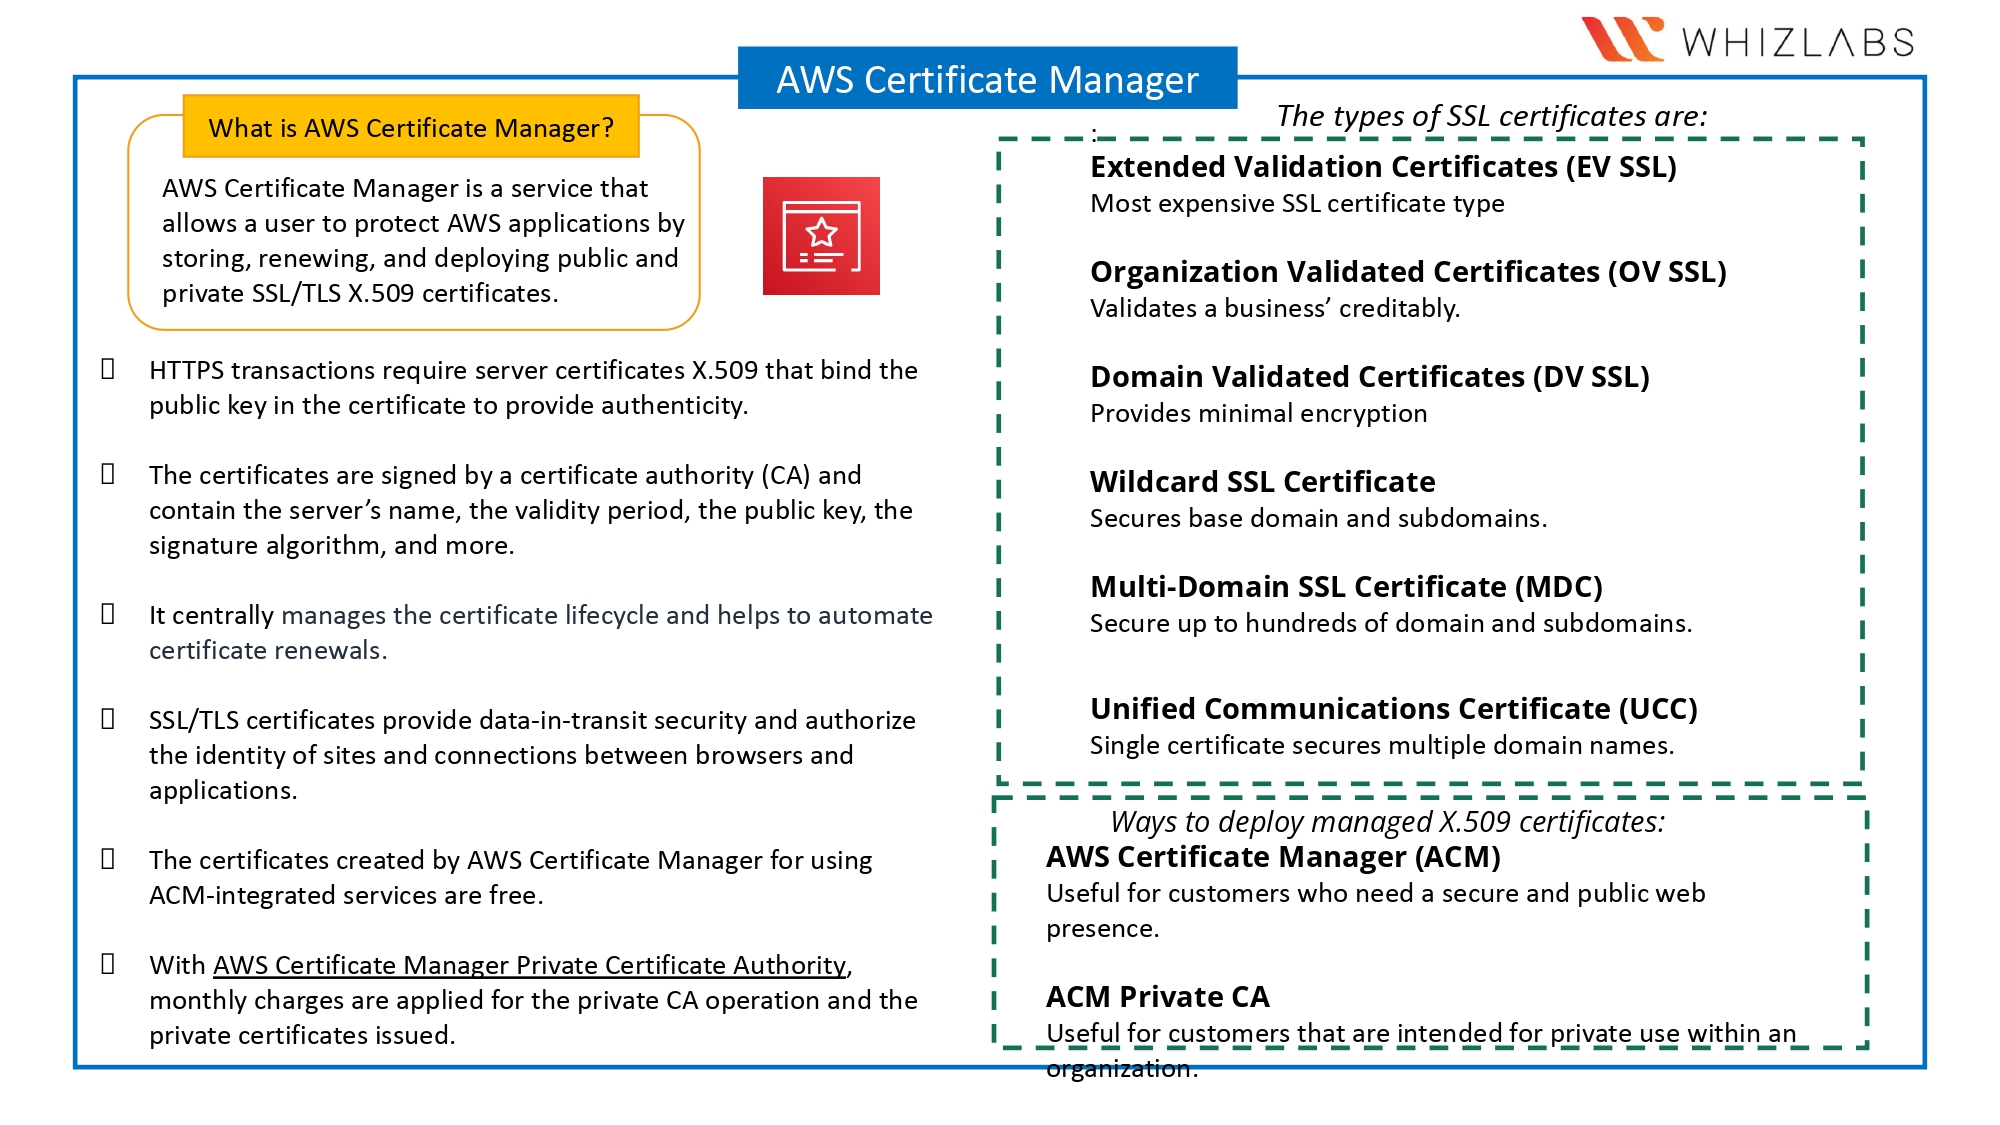 WHIZLABS
AWS Certificate Manager
What is AWS Certificate Manager?
AWS Certificate Manager is a service that
allows a user to protect AWS applications by
storing, renewing, and deploying public and
private SSL/TLS X.509 certificates.
HTTPS transactions require server certificates X.509 that bind the
public key in the certificate to provide authenticity.
The certificates are signed by a certificate authority (CA) and
contain the server’s name, the validity period, the public key, the
signature algorithm, and more.
It centrally manages the certificate lifecycle and helps to automate
certificate renewals.
SSL/TLS certificates provide data-in-transit security and authorize
the identity of sites and connections between browsers and
applications.
The certificates created by AWS Certificate Manager for using
ACM-integrated services are free.
With AWS Certificate Manager Private Certificate Authority,
monthly charges are applied for the private CA operation and the
private certificates issued.
The types of SSL certificates are:
:
Extended Validation Certificates (EV SSL)
Most expensive SSL certificate type
Organization Validated Certificates (OV SSL)
Validates a business’ creditably.
Domain Validated Certificates (DV SSL)
Provides minimal encryption
Wildcard SSL Certificate
Secures base domain and subdomains.
Multi-Domain SSL Certificate (MDC)
Secure up to hundreds of domain and subdomains.
Unified Communications Certificate (UCC)
Single certificate secures multiple domain names.
Ways to deploy managed X.509 certificates:
AWS Certificate Manager (ACM)
Useful for customers who need a secure and public web
presence.
ACM Private CA
Useful for customers that are intended for private use within an
organization.